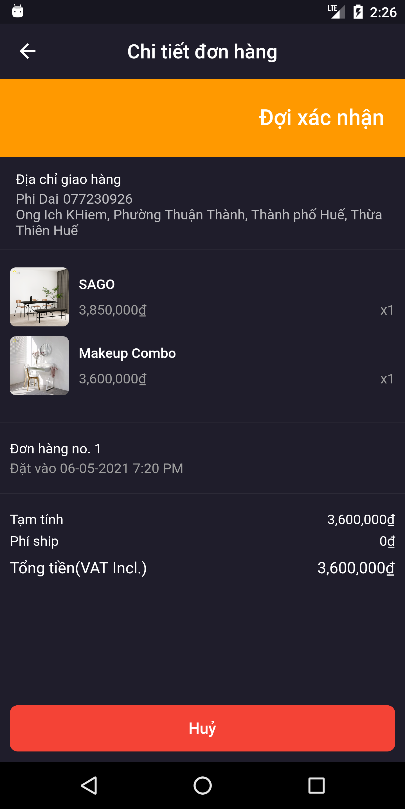 LTE 2:26
Chi tiết đơn hàng
Đợi xác nhận
Địa chỉ giao hàng
Phi Dai 077230926
Ong Ich KHiem, Phường Thuận Thành, Thành phố Huế, Thừa
Thiên Huế
SAGO
3,850,000₫ x1
Makeup Combo
3,600,000₫ x1
Đơn hàng no. 1
Đặt vào 06-05-2021 7:20 PM
Tạm tính 3,600,000₫
Phí ship 0₫
Tổng tiền(VAT Incl.) 3,600,000₫
Huỷ